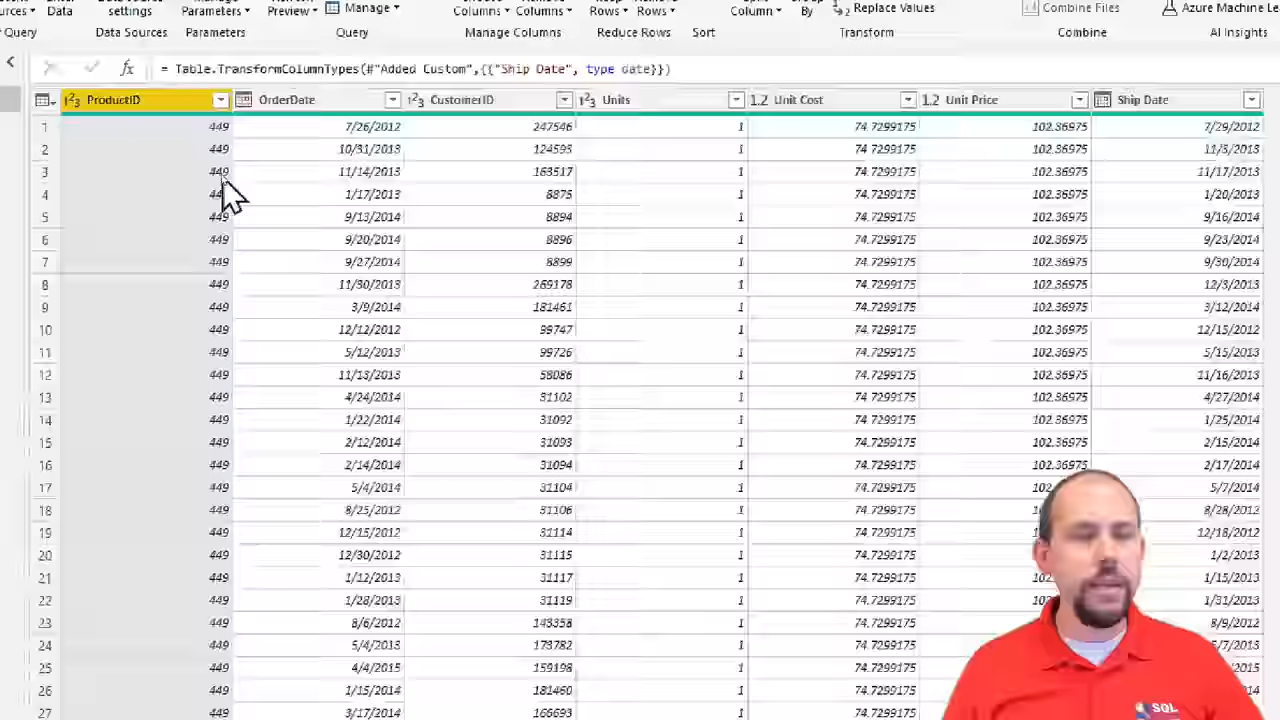 Enter
Data
settings
Manage
Parameters
Preview
Manage
Columns
Columns
Rows
Rows
Column
Group
By
Replace Values
Combine Files
Azure Machine Le
Query
Data Sources
Parameters
Query
Manage Columns
Reduce Rows
Sort
Transform
Combine
AI Insights
fx = Table.TransformColumnTypes(#"Added Custom",{{"Ship Date", type date}})
ProductID OrderDate CustomerID Units 1.2 Unit Cost 1.2 Unit Price Ship Date
1 449 7/26/2012 247546 1 74.7299175 102.36975 7/29/2012
2 449 10/31/2013 124593 1 74.7299175 102.36975 11/3/2013
3 449 11/14/2013 163517 1 74.7299175 102.36975 11/17/2013
4 1/17/2013 8875 1 74.7299175 102.36975 1/20/2013
5 449 9/13/2014 8894 1 74.7299175 102.36975 9/16/2014
6 449 9/20/2014 8896 1 74.7299175 102.36975 9/23/2014
7 449 9/27/2014 8899 1 74.7299175 102.36975 9/30/2014
8 449 11/30/2013 269178 1 74.7299175 102.36975 12/3/2013
9 449 3/9/2014 181461 1 74.7299175 102.36975 3/12/2014
10 449 12/12/2012 99747 1 74.7299175 102.36975 12/15/2012
11 449 5/12/2013 99726 1 74.7299175 102.36975 5/15/2013
12 449 11/13/2013 58086 1 74.7299175 102.36975 11/16/2013
13 449 4/24/2014 31102 1 74.7299175 102.36975 4/27/2014
14 449 1/22/2014 31092 1 74.7299175 102.36975 1/25/2014
15 449 2/12/2014 31093 1 74.7299175 102.36975 2/15/2014
16 449 2/14/2014 31094 1 74.7299175 102.36975 2/17/2014
17 449 5/4/2014 31104 1 74.7299175 102 5/7/2014
18 449 8/25/2012 31106 1 74.7299175 8/28/2012
19 449 12/15/2012 31114 1 74.7299175 12/18/2012
20 449 12/30/2012 31115 1 74.7299175 1/2/2013
21 449 1/12/2013 31117 1 74.7299175 102 1/15/2013
22 449 1/28/2013 31119 1 74.7299175 102 1/31/2013
23 449 8/6/2012 143358 1 74.7299175 8/9/2012
24 449 5/4/2013 173782 1 74.7299175 5/7/2013
25 449 4/4/2015 159198 1 74.7299175 2015
26 449 1/15/2014 181460 1 74.7299175
27 449 3/17/2014 166693 1 74.7299175
SQL